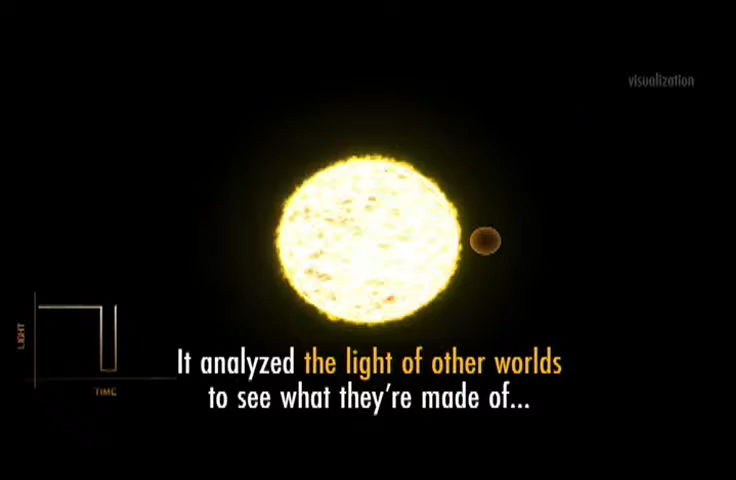 visualization
LIGHT
TIME
It analyzed the light of other worlds
to see what they're made of...